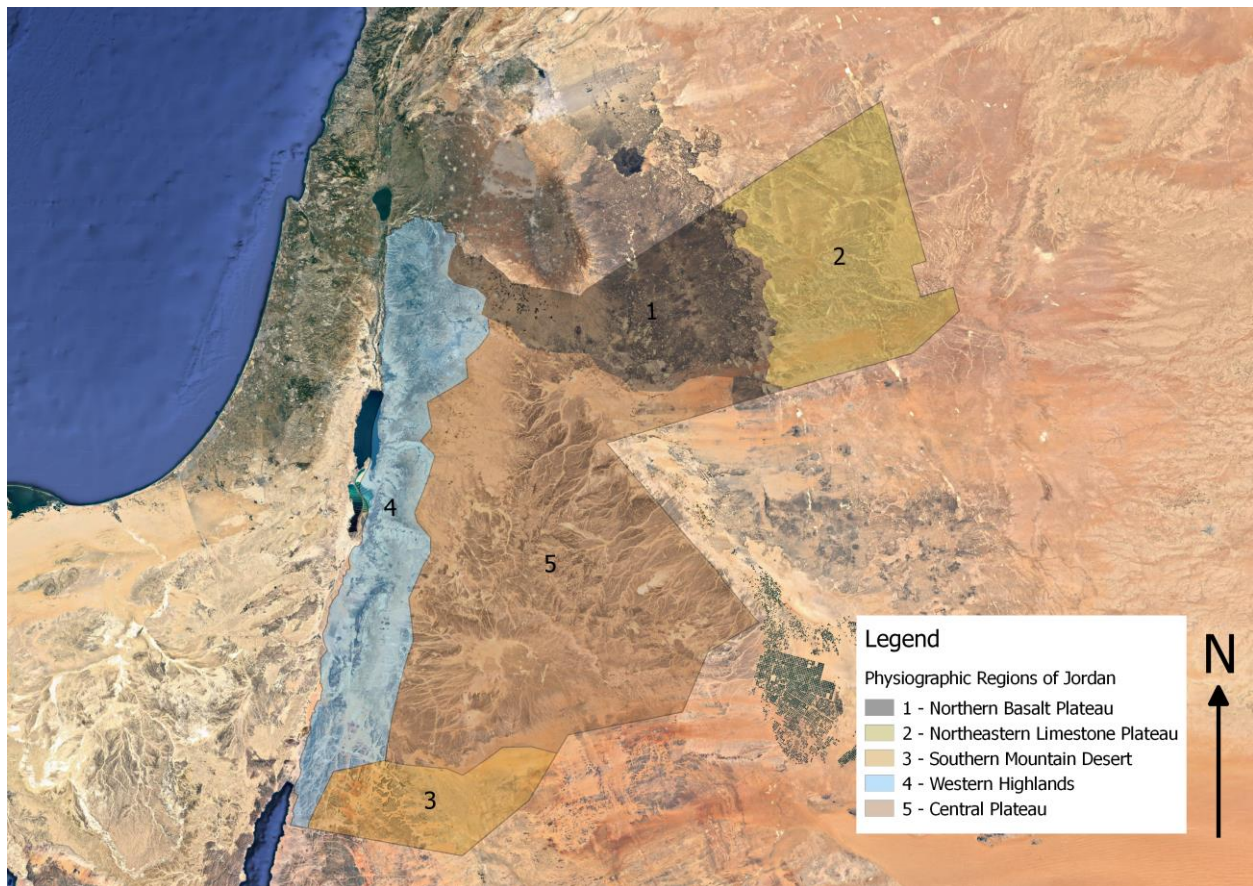 2
1
4
5
3
Legend
Physiographic Regions of Jordan
1 - Northern Basalt Plateau
2 - Northeastern Limestone Plateau
3 - Southern Mountain Desert
4 - Western Highlands
5 - Central Plateau
N